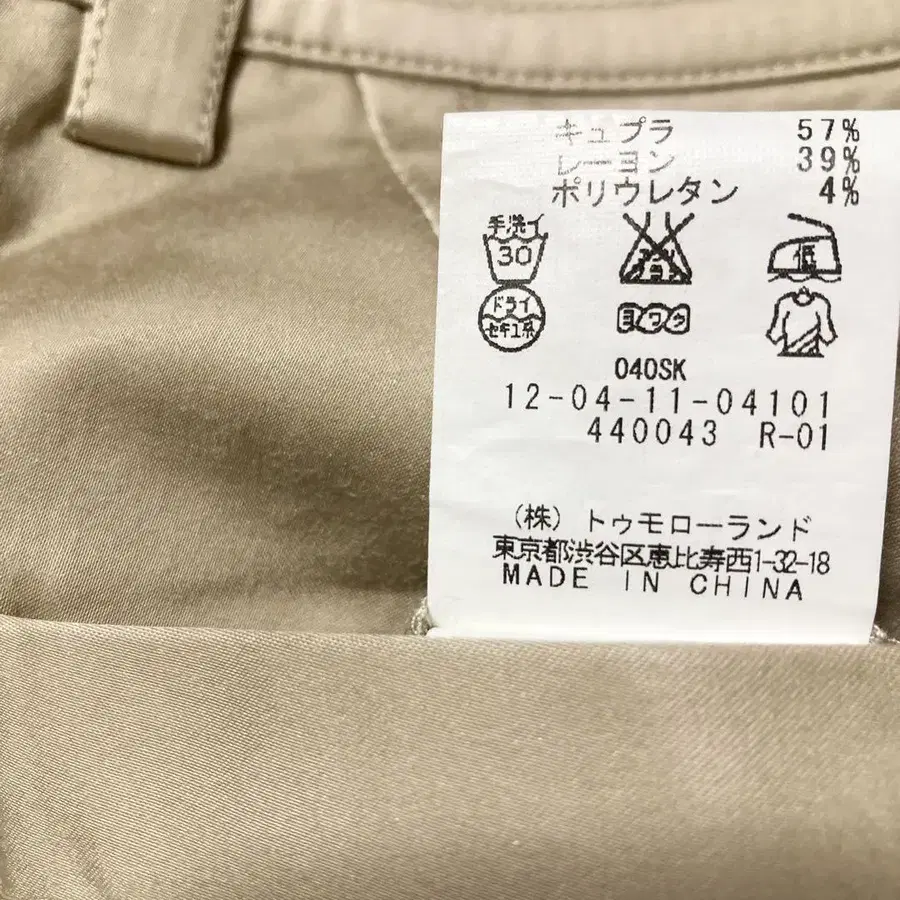 キュプラ 57%
レーヨン 39%
ポリウレタン 4%
手洗イ
30
低
ドライ
セキユ系
ヨワク
040SK
12-04-11-04101
440043 R-01
(株) トゥモローランド
東京都渋谷区恵比寿西1-32-18
MADE IN CHINA